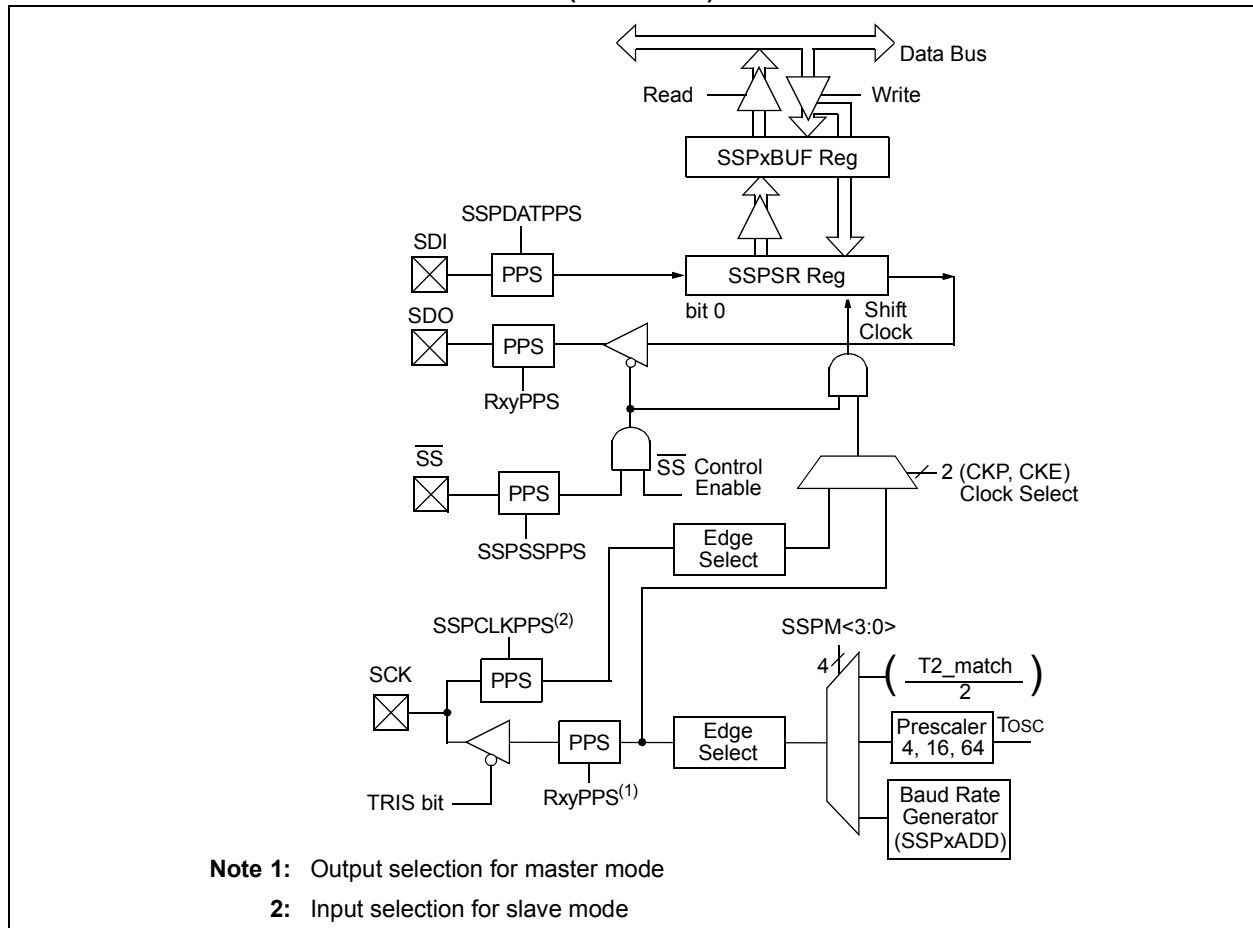 Data Bus
Read
Write
SSPxBUF Reg
SSPDATPPS
SDI
PPS
SSPSR Reg
bit 0
Shift
Clock
SDO
PPS
RxyPPS
SS
PPS
SSPSSPPS
SS Control
Enable
2 (CKP, CKE)
Clock Select
Edge
Select
SSPCLKPPS(2)
SCK
PPS
SSPM<3:0>
4
( T2_match
2 )
Prescaler
4, 16, 64
TOSC
Edge
Select
PPS
RxyPPS(1)
TRIS bit
Baud Rate
Generator
(SSPxADD)
Note 1: Output selection for master mode
2: Input selection for slave mode